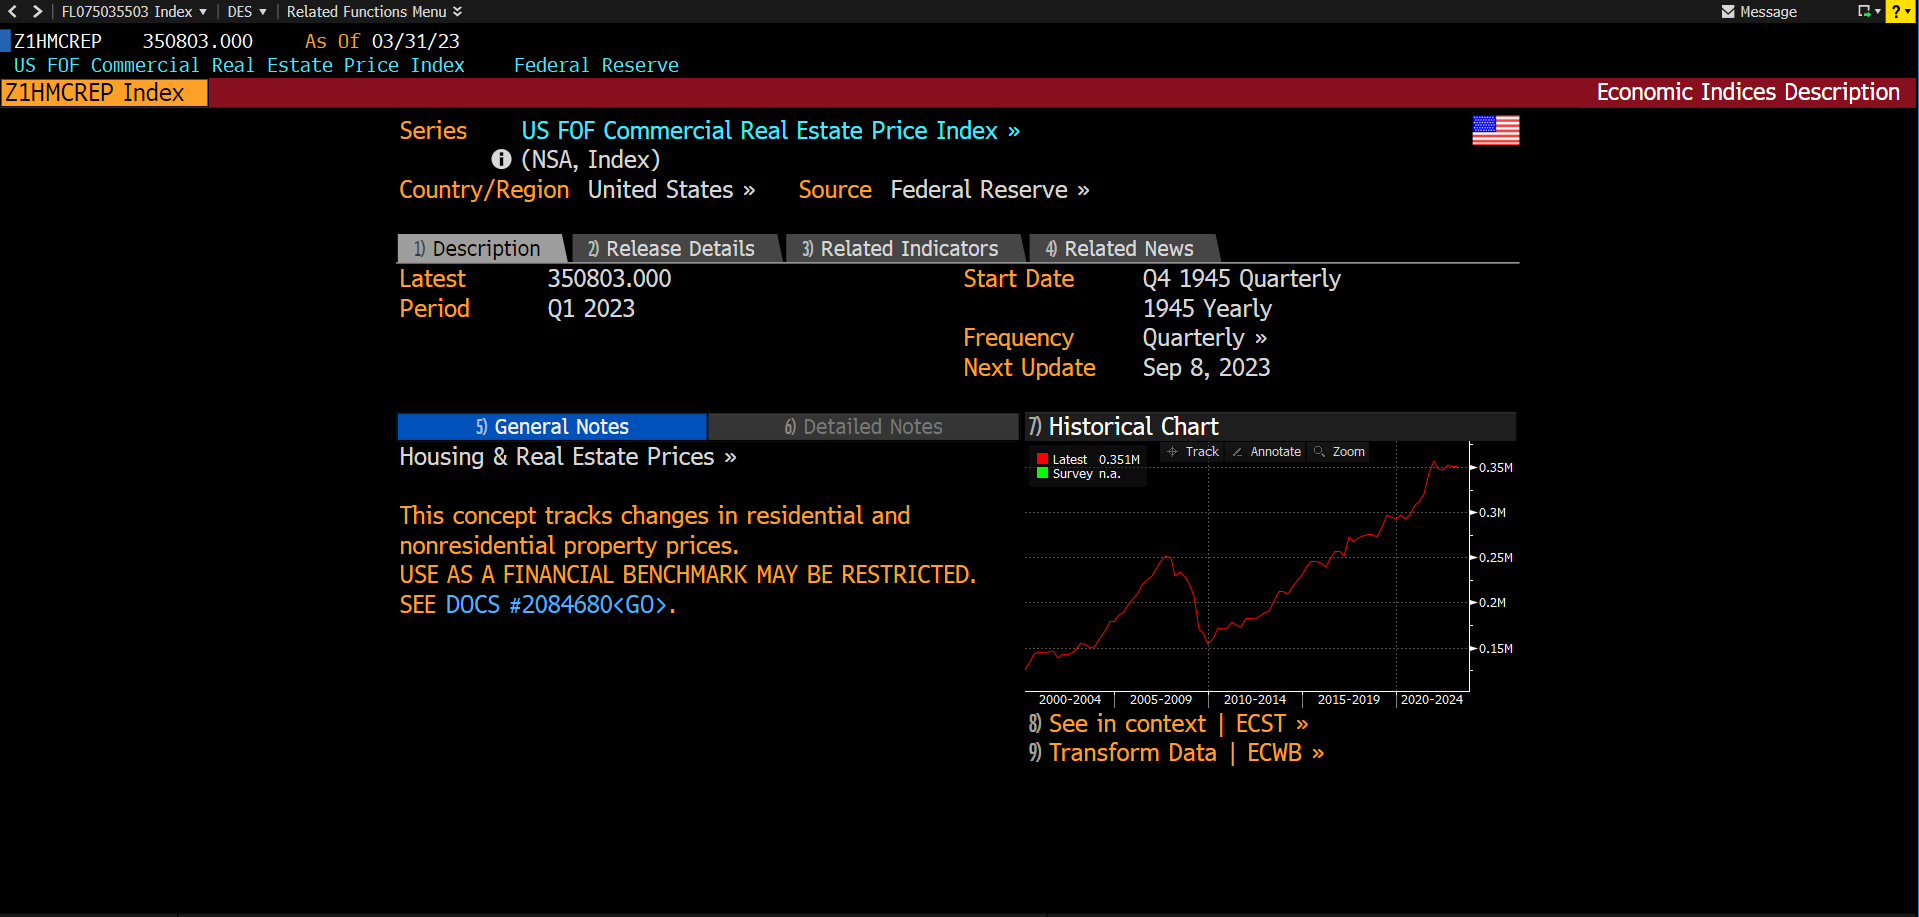 FL075035503 Index ▾ | DES ▾ | Related Functions Menu
Message
? ▾
Z1HMCREP 350803.000 As Of 03/31/23
US FOF Commercial Real Estate Price Index Federal Reserve
Z1HMCREP Index
Economic Indices Description
Series US FOF Commercial Real Estate Price Index »
(NSA, Index)
Country/Region United States » Source Federal Reserve »
1) Description 2) Release Details 3) Related Indicators 4) Related News
Latest 350803.000 Start Date Q4 1945 Quarterly
Period Q1 2023 1945 Yearly
Frequency Quarterly »
Next Update Sep 8, 2023
5) General Notes 6) Detailed Notes
Housing & Real Estate Prices »
This concept tracks changes in residential and
nonresidential property prices.
USE AS A FINANCIAL BENCHMARK MAY BE RESTRICTED.
SEE DOCS #2084680<GO>.
7) Historical Chart
Track Annotate Zoom
Latest 0.351M
Survey n.a.
0.35M
0.3M
0.25M
0.2M
0.15M
2000-2004 2005-2009 2010-2014 2015-2019 2020-2024
8) See in context | ECST »
9) Transform Data | ECWB »